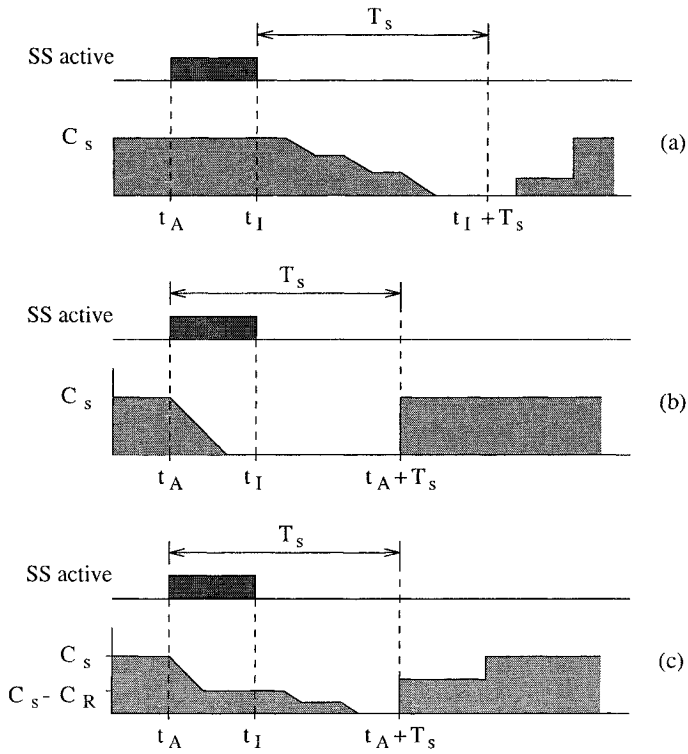 T s
SS active
C s
(a)
t A
t I
t I + T s
T s
SS active
C s
(b)
t A
t I
t A + T s
T s
SS active
C s
(c)
C s - C R
t A
t I
t A + T s